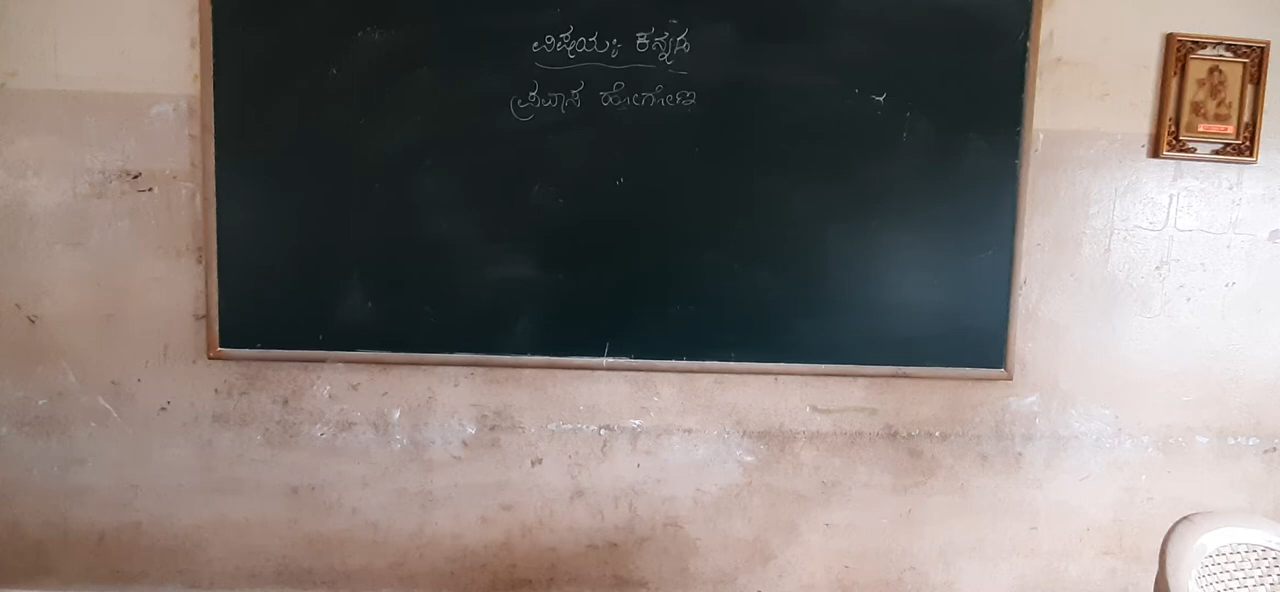 ವಿಷಯ: ಕನ್ನಡ
ಪ್ರವಾಸ ಹೋಗೋಣ